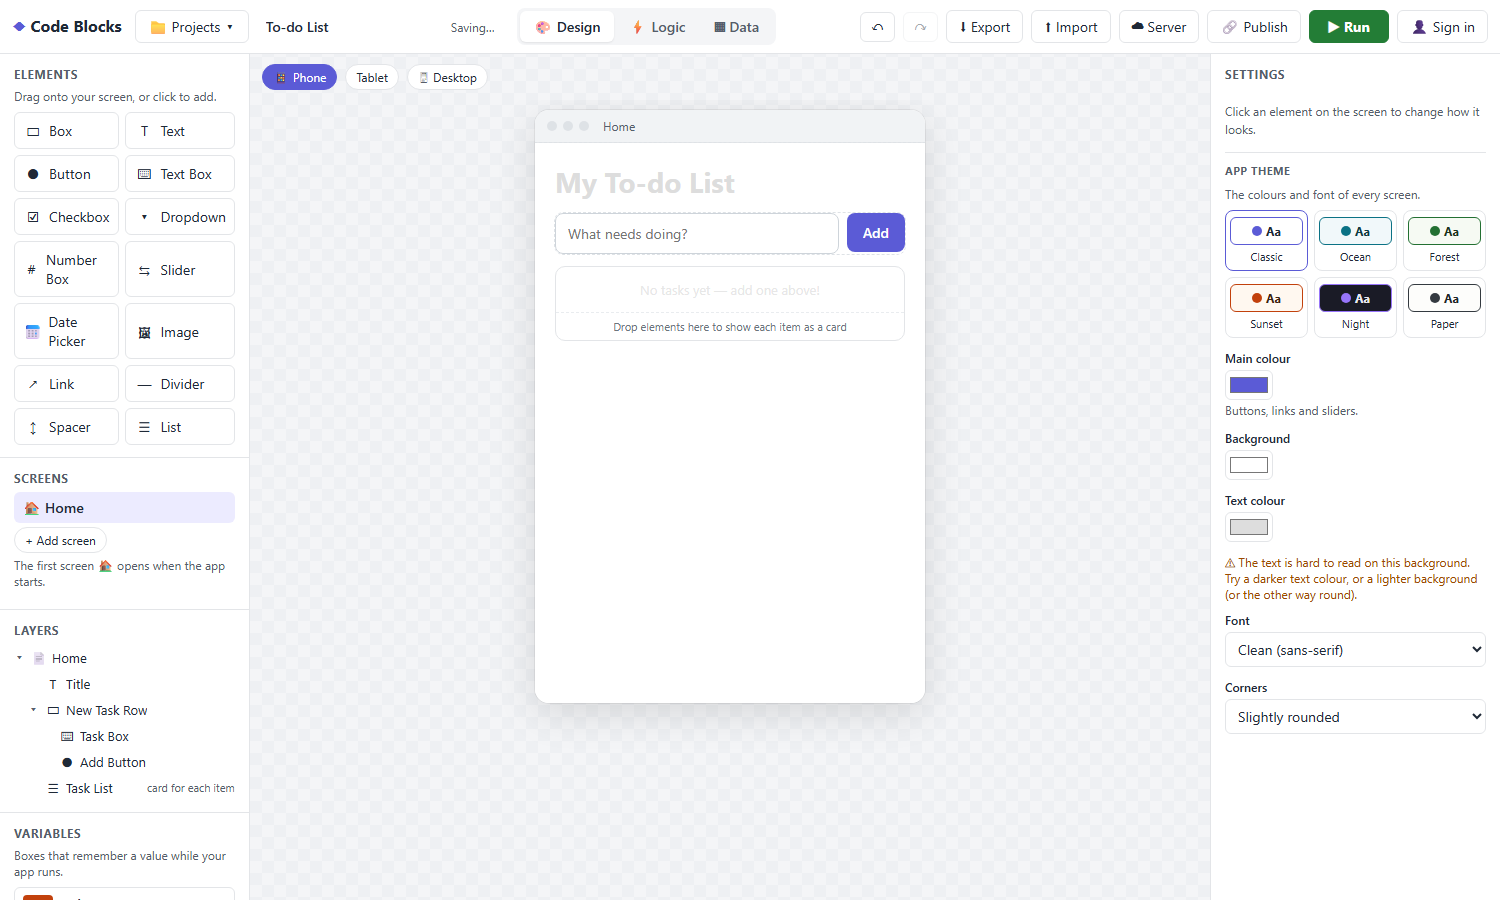 Code Blocks
Projects
To-do List
Saving...
Design
Logic
Data
Export
Import
Server
Publish
Run
Sign in
ELEMENTS
Drag onto your screen, or click to add.
Box
Text
Button
Text Box
Checkbox
Dropdown
Number Box
Slider
Date Picker
Image
Link
Divider
Spacer
List
SCREENS
Home
+ Add screen
The first screen 🏠 opens when the app
starts.
LAYERS
Home
Title
New Task Row
Task Box
Add Button
Task List
card for each item
VARIABLES
Boxes that remember a value while your
app runs.
Phone
Tablet
Desktop
Home
My To-do List
What needs doing?
Add
No tasks yet — add one above!
Drop elements here to show each item as a card
SETTINGS
Click an element on the screen to change how it
looks.
APP THEME
The colours and font of every screen.
Aa
Classic
Aa
Ocean
Aa
Forest
Aa
Sunset
Aa
Night
Aa
Paper
Main colour
Buttons, links and sliders.
Background
Text colour
⚠ The text is hard to read on this background.
Try a darker text colour, or a lighter background
(or the other way round).
Font
Clean (sans-serif)
Corners
Slightly rounded